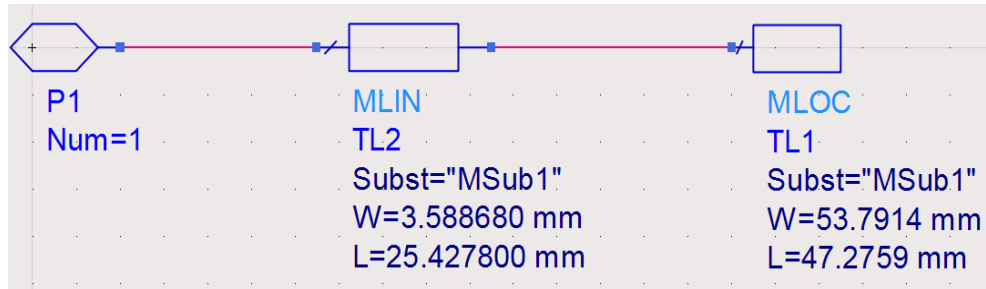 P1
Num=1
MLIN
TL2
Subst="MSub1"
W=3.588680 mm
L=25.427800 mm
MLOC
TL1
Subst="MSub1"
W=53.7914 mm
L=47.2759 mm